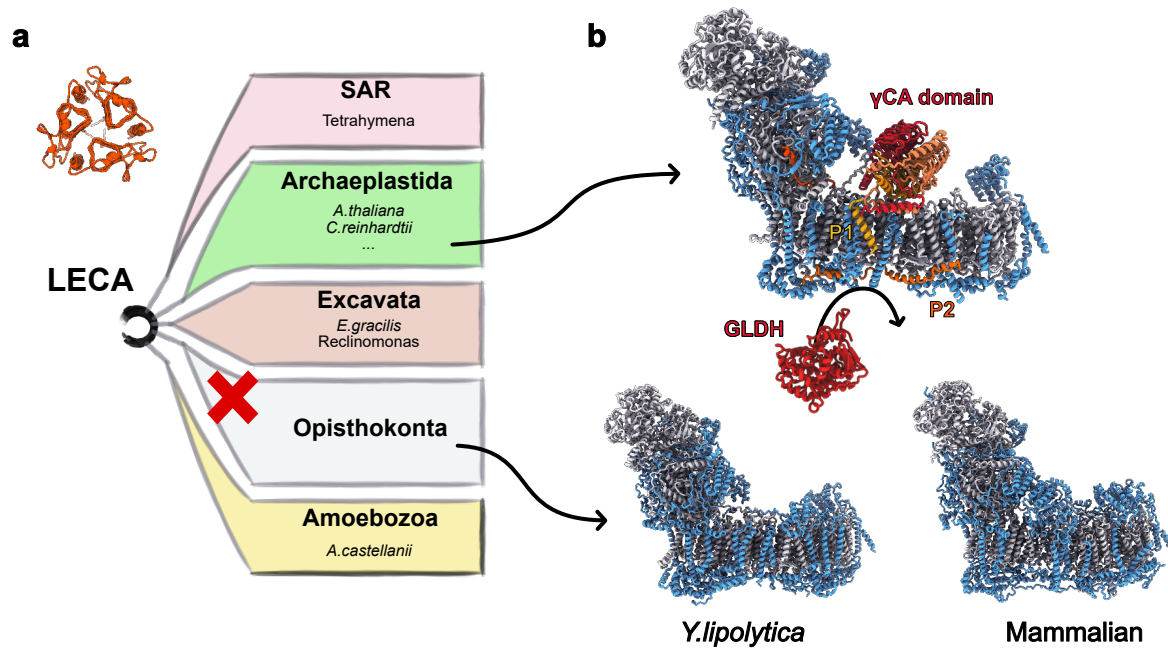 a
SAR
Tetrahymena
Archaeplastida
A.thaliana
C.reinhardtii
...
LECA
Excavata
E.gracilis
Reclinomonas
Opisthokonta
Amoebozoa
A.castellanii
b
γCA domain
P1
P2
GLDH
Y.lipolytica
Mammalian